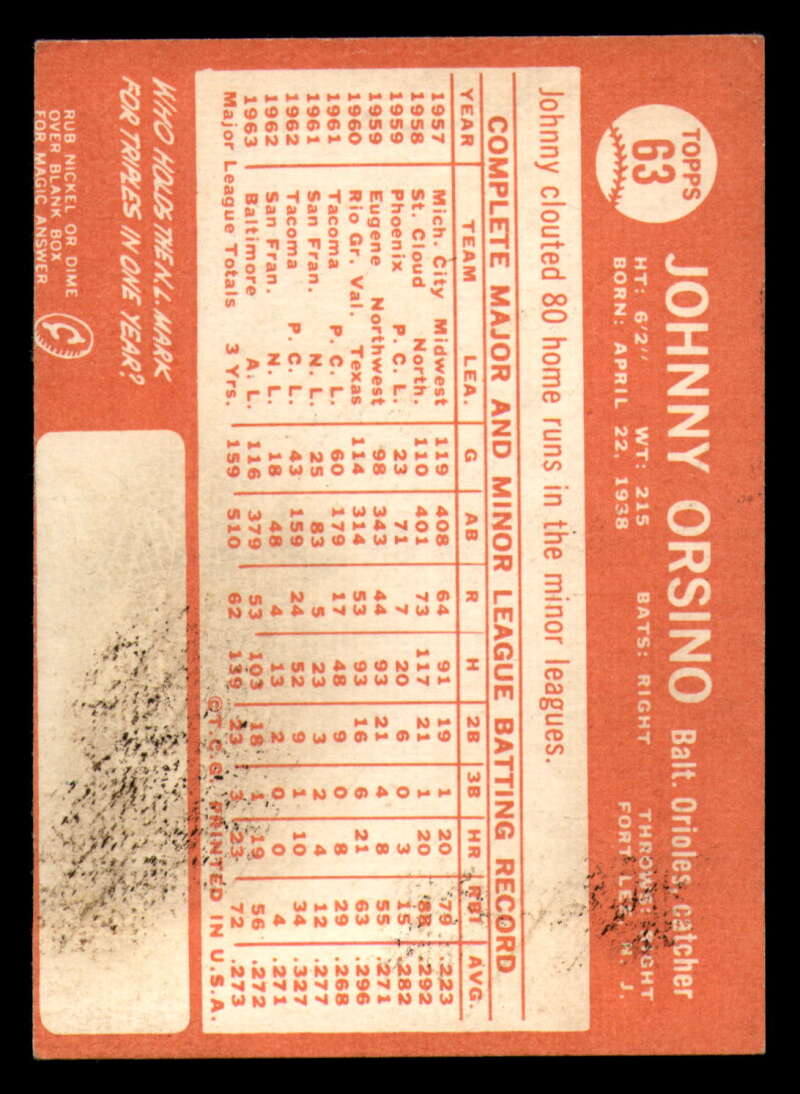 TOPPS
63
JOHNNY ORSINO Balt. Orioles, catcher
HT: 6'2" WT: 215 BATS: RIGHT THROWS: RIGHT
BORN: APRIL 22, 1938 FORT LEE, N. J.
Johnny clouted 80 home runs in the minor leagues.
COMPLETE MAJOR AND MINOR LEAGUE BATTING RECORD
YEAR TEAM LEA. G AB R H 2B 3B HR RBI AVG.
1957 Mich. City Midwest 119 408 64 91 19 1 20 79 .223
1958 St. Cloud North. 110 401 73 117 21 1 20 88 .292
1959 Phoenix P. C. L. 23 71 7 20 6 0 3 15 .282
1959 Eugene Northwest 98 343 44 93 21 4 8 55 .271
1960 Rio Gr. Val. Texas 114 314 53 93 16 6 21 63 .296
1961 Tacoma P. C. L. 60 179 17 48 9 0 8 29 .268
1961 San Fran. N. L. 25 83 5 23 3 2 4 12 .277
1962 Tacoma P. C. L. 43 159 24 52 9 1 10 34 .327
1962 San Fran. N. L. 18 48 4 13 2 0 0 4 .271
1963 Baltimore A. L. 116 379 53 103 18 1 19 56 .272
Major League Totals 3 Yrs. 159 510 62 139 23 3 23 72 .273
©T.C.G. PRINTED IN U.S.A.
WHO HOLDS THE N.L. MARK
FOR TRIPLES IN ONE YEAR?
RUB NICKEL OR DIME
OVER BLANK BOX
FOR MAGIC ANSWER